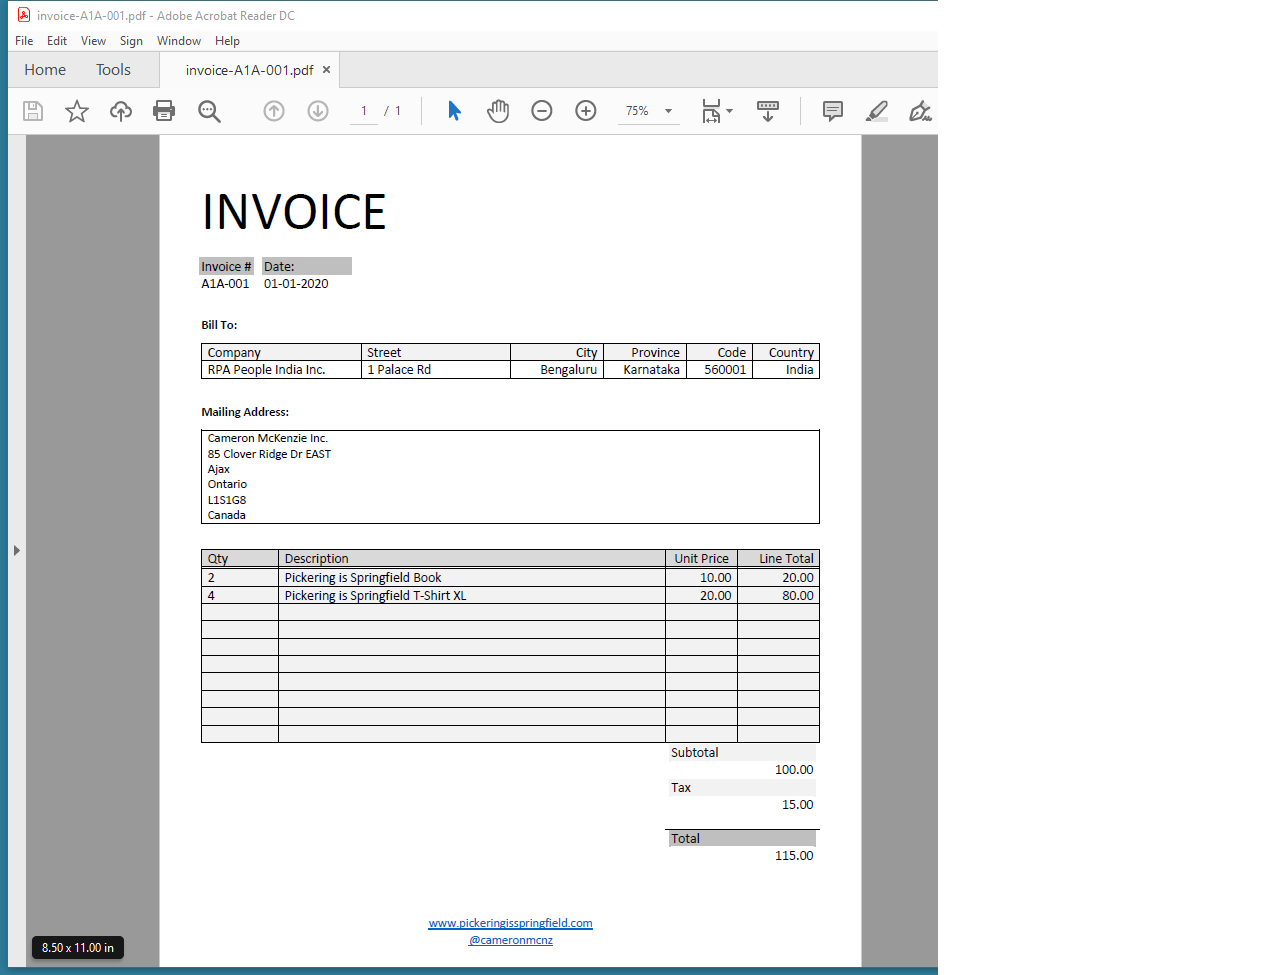 invoice-A1A-001.pdf - Adobe Acrobat Reader DC
File Edit View Sign Window Help
Home Tools invoice-A1A-001.pdf ×
1 / 1 75%
INVOICE
Invoice # Date:
A1A-001 01-01-2020
Bill To:
Company Street City Province Code Country
RPA People India Inc. 1 Palace Rd Bengaluru Karnataka 560001 India
Mailing Address:
Cameron McKenzie Inc.
85 Clover Ridge Dr EAST
Ajax
Ontario
L1S1G8
Canada
Qty Description Unit Price Line Total
2 Pickering is Springfield Book 10.00 20.00
4 Pickering is Springfield T-Shirt XL 20.00 80.00
Subtotal
100.00
Tax
15.00
Total
115.00
www.pickeringisspringfield.com
@cameronmcnz
8.50 x 11.00 in